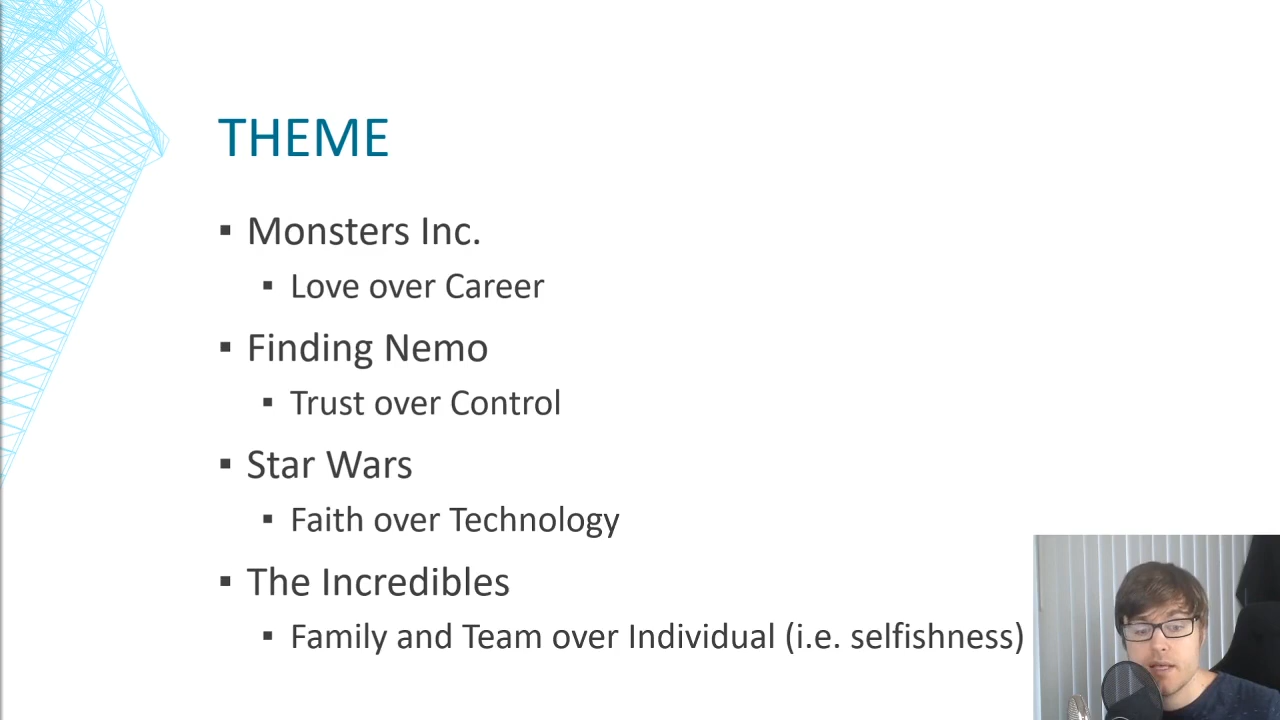 THEME
▪ Monsters Inc.
▪ Love over Career
▪ Finding Nemo
▪ Trust over Control
▪ Star Wars
▪ Faith over Technology
▪ The Incredibles
▪ Family and Team over Individual (i.e. selfishness)